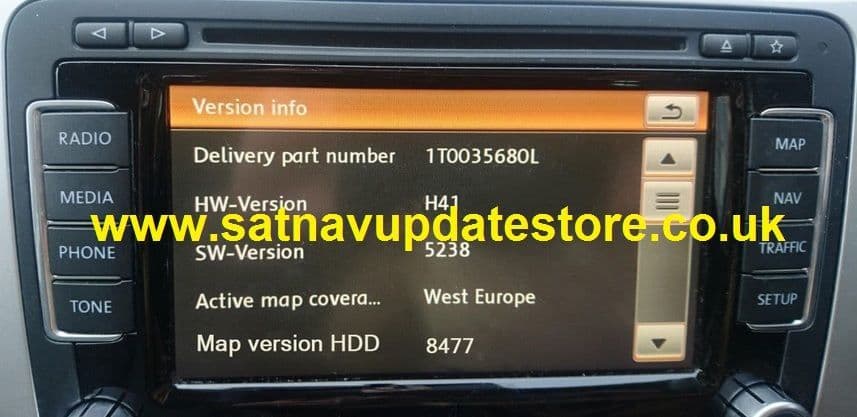 Version info
RADIO
Delivery part number 1T0035680L
MAP
MEDIA
HW-Version H41
NAV
www.satnavupdatestore.co.uk
PHONE
SW-Version 5238
TRAFFIC
TONE
Active map covera... West Europe
SETUP
Map version HDD 8477